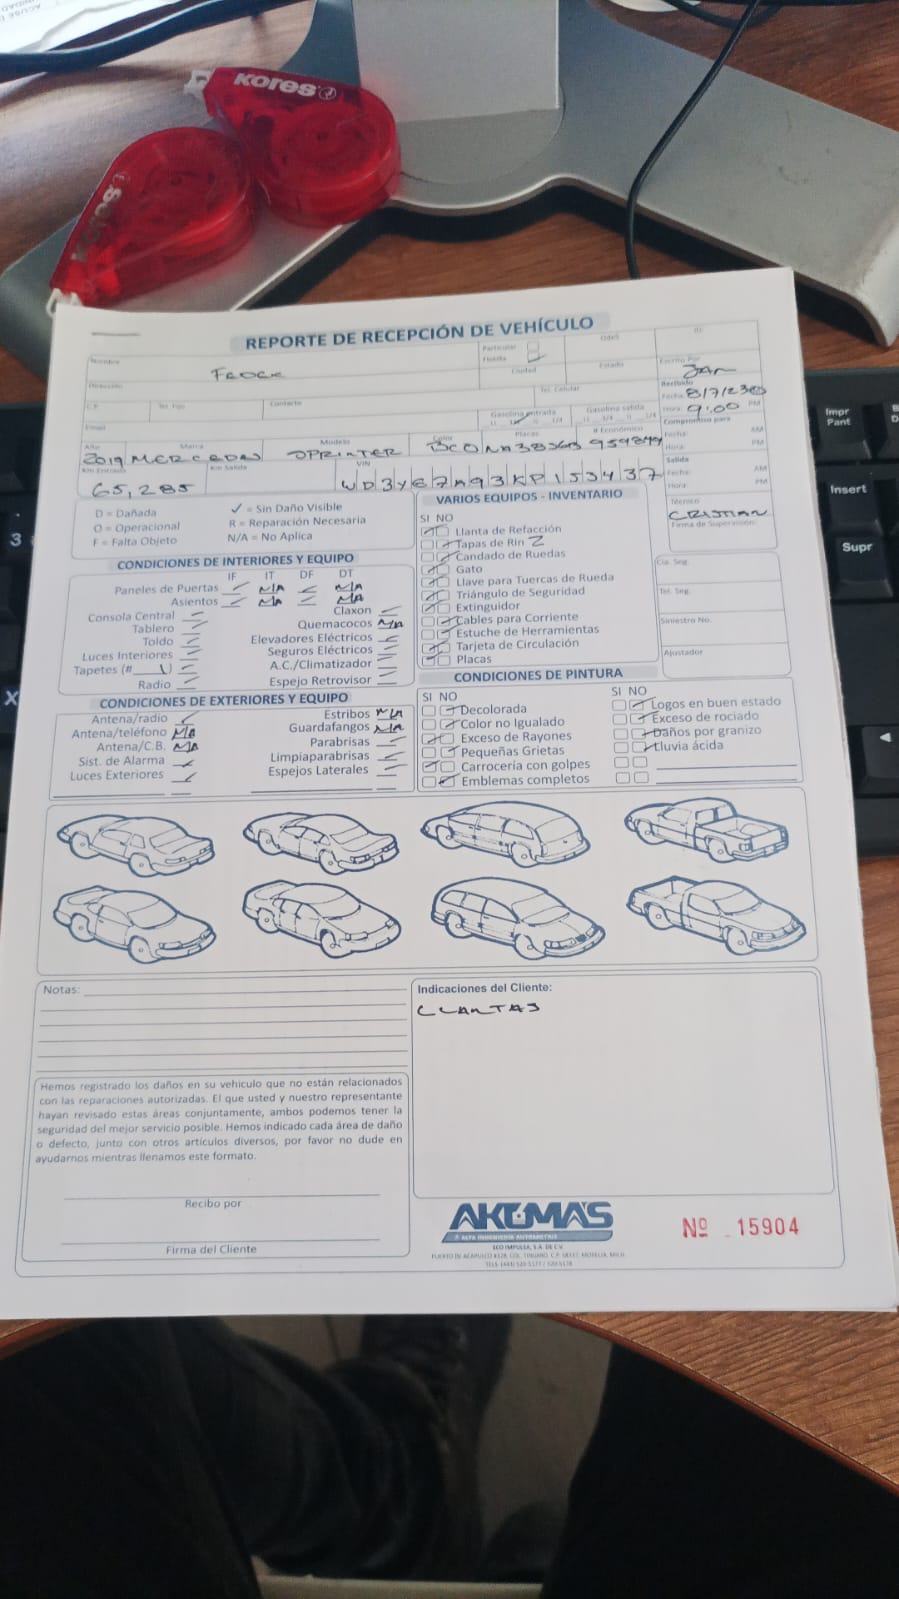 Kores
Kores
Impr
Pant
Insert
Supr
3
X
REPORTE DE RECEPCIÓN DE VEHÍCULO
Nombre
Particular
Flotilla
Ciudad
Estado
Escrito Por
JAR
Dirección
Tel. Celular
Recibido
Fecha: 8/7/23
Hora: 9:00 PM
C.P.
Contacto
Email
Gasolina entrada
Gasolina salida
Compromiso para
Fecha: AM
Hora: PM
Año Marca Modelo Color Placas # Económico
2019 MERCEDES SPRINTER BCO
Km Entrada Km Salida VIN
65,285
Salida
Fecha: AM
Hora: PM
Técnico
CRISTIAN
Firma de Supervisión:
D = Dañada ✓ = Sin Daño Visible
O = Operacional R = Reparación Necesaria
F = Falta Objeto N/A = No Aplica
CONDICIONES DE INTERIORES Y EQUIPO
IF IT DF DT
Paneles de Puertas ✓ N/A ✓ N/A
Asientos ✓ N/A ✓ N/A
Consola Central ✓ Claxon ✓
Tablero ✓ Quemacocos N/A
Toldo ✓ Elevadores Eléctricos ✓
Luces Interiores ✓ Seguros Eléctricos ✓
Tapetes (# ) ✓ A.C./Climatizador ✓
Radio ✓ Espejo Retrovisor ✓
VARIOS EQUIPOS - INVENTARIO
SI NO
Llanta de Refacción
Tapas de Rin 2
Candado de Ruedas
Gato
Llave para Tuercas de Rueda
Triángulo de Seguridad
Extinguidor
Cables para Corriente
Estuche de Herramientas
Tarjeta de Circulación
Placas
Cia. Seg.
Tel. Seg.
Siniestro No.
Ajustador
CONDICIONES DE EXTERIORES Y EQUIPO
Antena/radio ✓ Estribos N/A
Antena/teléfono N/A Guardafangos N/A
Antena/C.B. N/A Parabrisas ✓
Sist. de Alarma ✓ Limpiaparabrisas ✓
Luces Exteriores ✓ Espejos Laterales ✓
CONDICIONES DE PINTURA
SI NO SI NO
Decolorada Logos en buen estado
Color no Igualado Exceso de rociado
Exceso de Rayones Daños por granizo
Pequeñas Grietas Lluvia ácida
Carrocería con golpes
Emblemas completos
Notas:
Indicaciones del Cliente:
LLANTAS
Hemos registrado los daños en su vehiculo que no están relacionados
con las reparaciones autorizadas. El que usted y nuestro representante
hayan revisado estas áreas conjuntamente, ambos podemos tener la
seguridad del mejor servicio posible. Hemos indicado cada área de daño
o defecto, junto con otros artículos diversos, por favor no dude en
ayudarnos mientras llenamos este formato.
Recibo por
Firma del Cliente
AKEMAS
ALTA INGENIERÍA AUTOMOTRIZ
ECO IMPULSA, S.A. DE C.V.
Nº 15904